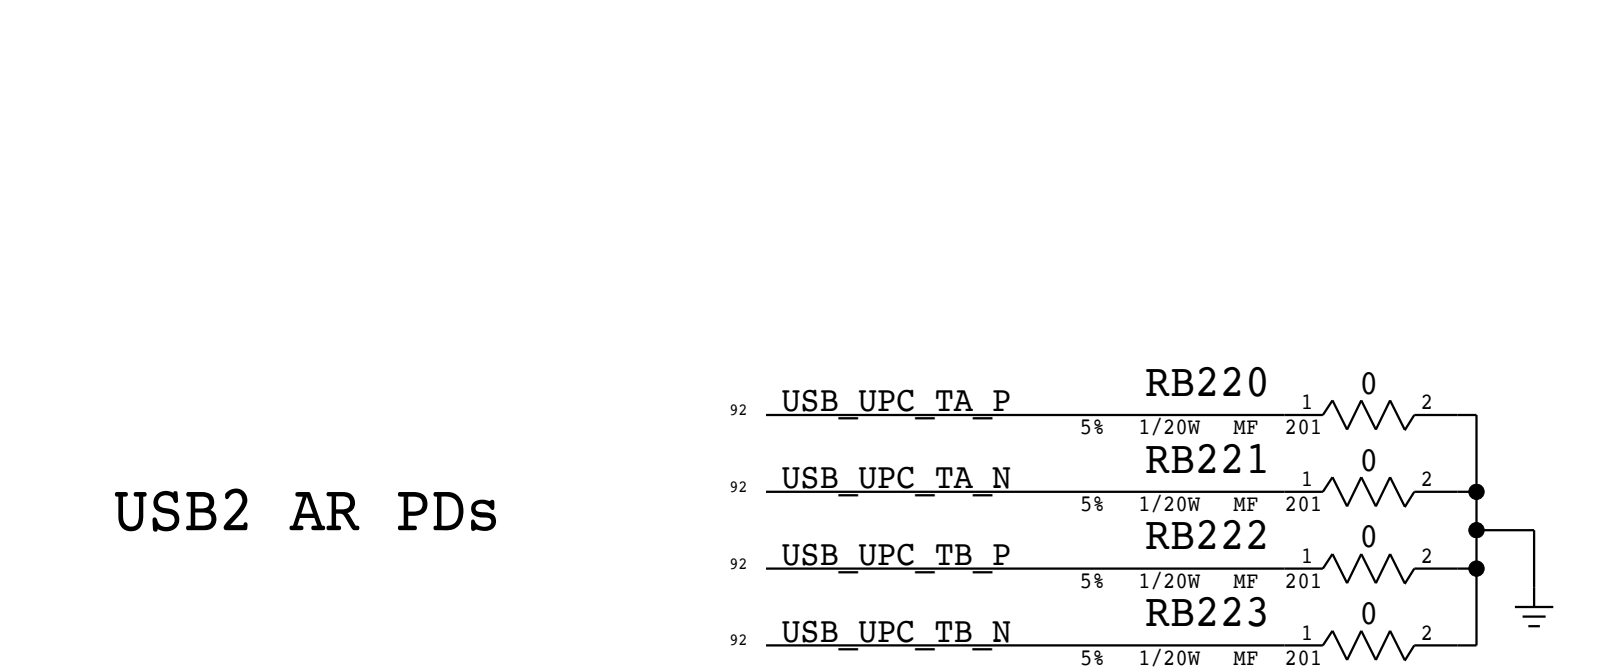 RB220 0
92 USB_UPC_TA_P 1 2
5% 1/20W MF 201
RB221 0
92 USB_UPC_TA_N 1 2
5% 1/20W MF 201
USB2 AR PDs
RB222 0
92 USB_UPC_TB_P 1 2
5% 1/20W MF 201
RB223 0
92 USB_UPC_TB_N 1 2
5% 1/20W MF 201